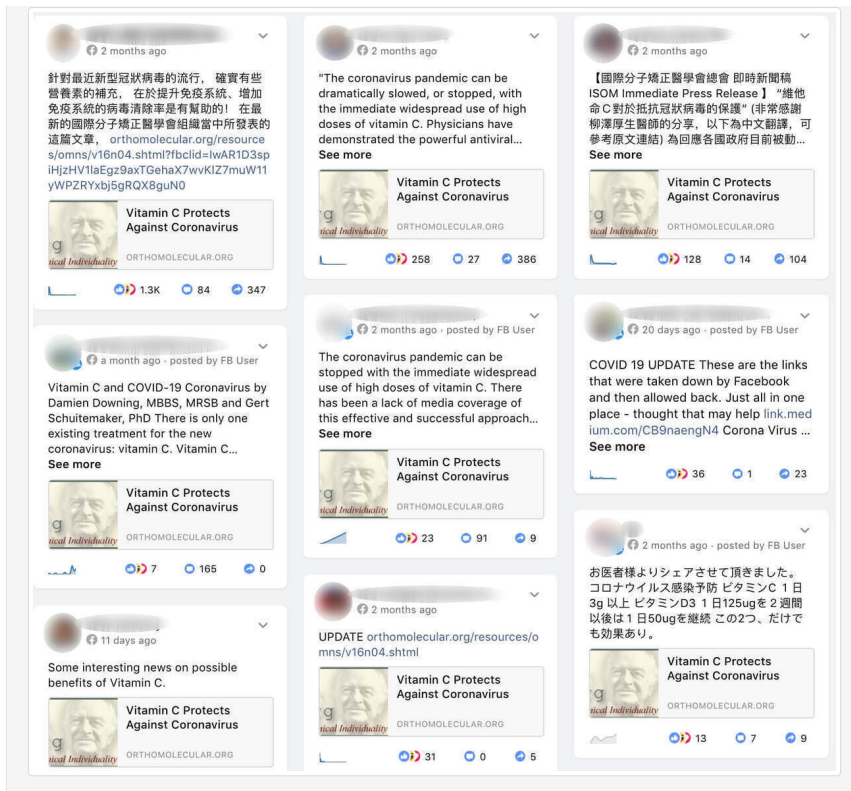 2 months ago
針對最近新型冠狀病毒的流行， 確實有些
營養素的補充， 在於提升免疫系統、增加
免疫系統的病毒清除率是有幫助的！ 在最
新的國際分子矯正醫學會組織當中所發表的
這篇文章， orthomolecular.org/resource
s/omns/v16n04.shtml?fbclid=IwAR1D3sp
iHjzHV1IaEgz9axTGehaX7wvKIZ7muW11
yWPZRYxbj5gRQX8guN0
g
nical Individuality
Vitamin C Protects
Against Coronavirus
ORTHOMOLECULAR.ORG
1.3K 84 347
a month ago · posted by FB User
Vitamin C and COVID-19 Coronavirus by
Damien Downing, MBBS, MRSB and Gert
Schuitemaker, PhD There is only one
existing treatment for the new
coronavirus: vitamin C. Vitamin C...
See more
g
nical Individuality
Vitamin C Protects
Against Coronavirus
ORTHOMOLECULAR.ORG
7 165 0
11 days ago
Some interesting news on possible
benefits of Vitamin C.
g
nical Individuality
Vitamin C Protects
Against Coronavirus
ORTHOMOLECULAR.ORG
2 months ago
"The coronavirus pandemic can be
dramatically slowed, or stopped, with
the immediate widespread use of high
doses of vitamin C. Physicians have
demonstrated the powerful antiviral...
See more
g
nical Individuality
Vitamin C Protects
Against Coronavirus
ORTHOMOLECULAR.ORG
258 27 386
2 months ago · posted by FB User
The coronavirus pandemic can be
stopped with the immediate widespread
use of high doses of vitamin C. There
has been a lack of media coverage of
this effective and successful approach...
See more
g
nical Individuality
Vitamin C Protects
Against Coronavirus
ORTHOMOLECULAR.ORG
23 91 9
2 months ago
UPDATE orthomolecular.org/resources/o
mns/v16n04.shtml
g
nical Individuality
Vitamin C Protects
Against Coronavirus
ORTHOMOLECULAR.ORG
31 0 5
2 months ago
【國際分子矯正醫學會總會 即時新聞稿
ISOM Immediate Press Release 】 “維他
命Ｃ對於抵抗冠狀病毒的保護” (非常感謝
柳澤厚生醫師的分享，以下為中文翻譯，可
參考原文連結) 為回應各國政府目前被動...
See more
g
nical Individuality
Vitamin C Protects
Against Coronavirus
ORTHOMOLECULAR.ORG
128 14 104
20 days ago · posted by FB User
COVID 19 UPDATE These are the links
that were taken down by Facebook
and then allowed back. Just all in one
place - thought that may help link.med
ium.com/CB9naengN4 Corona Virus ...
See more
36 1 23
2 months ago · posted by FB User
お医者様よりシェアさせて頂きました。
コロナウイルス感染予防 ビタミンC １日
3g 以上 ビタミンD3 １日125ugを２週間
以後は１日50ugを継続 この2つ、だけで
も効果あり。
g
nical Individuality
Vitamin C Protects
Against Coronavirus
ORTHOMOLECULAR.ORG
13 7 9